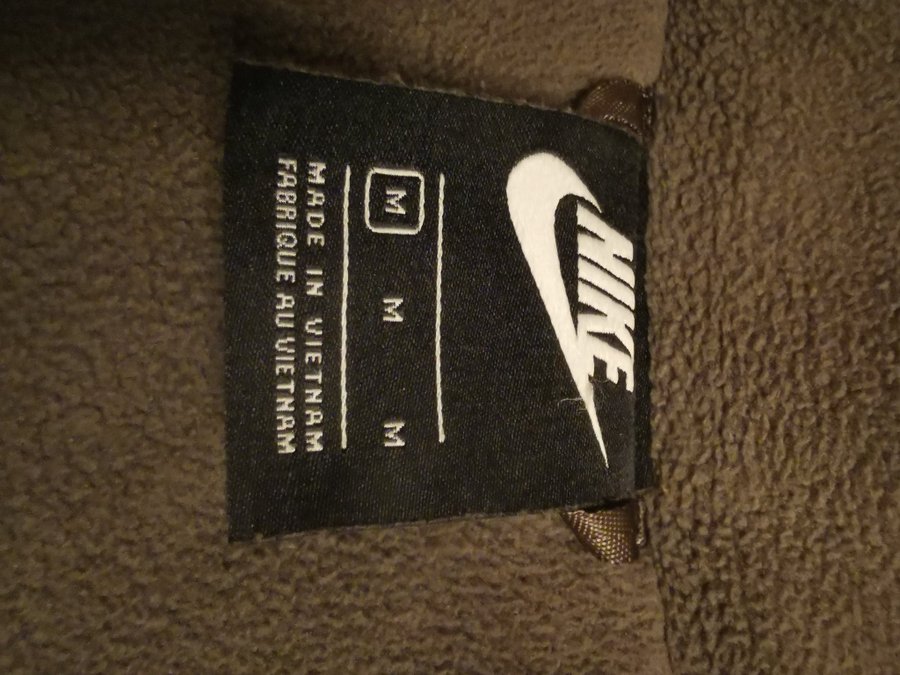 NIKE
M M M
MADE IN VIETNAM
FABRIQUE AU VIETNAM